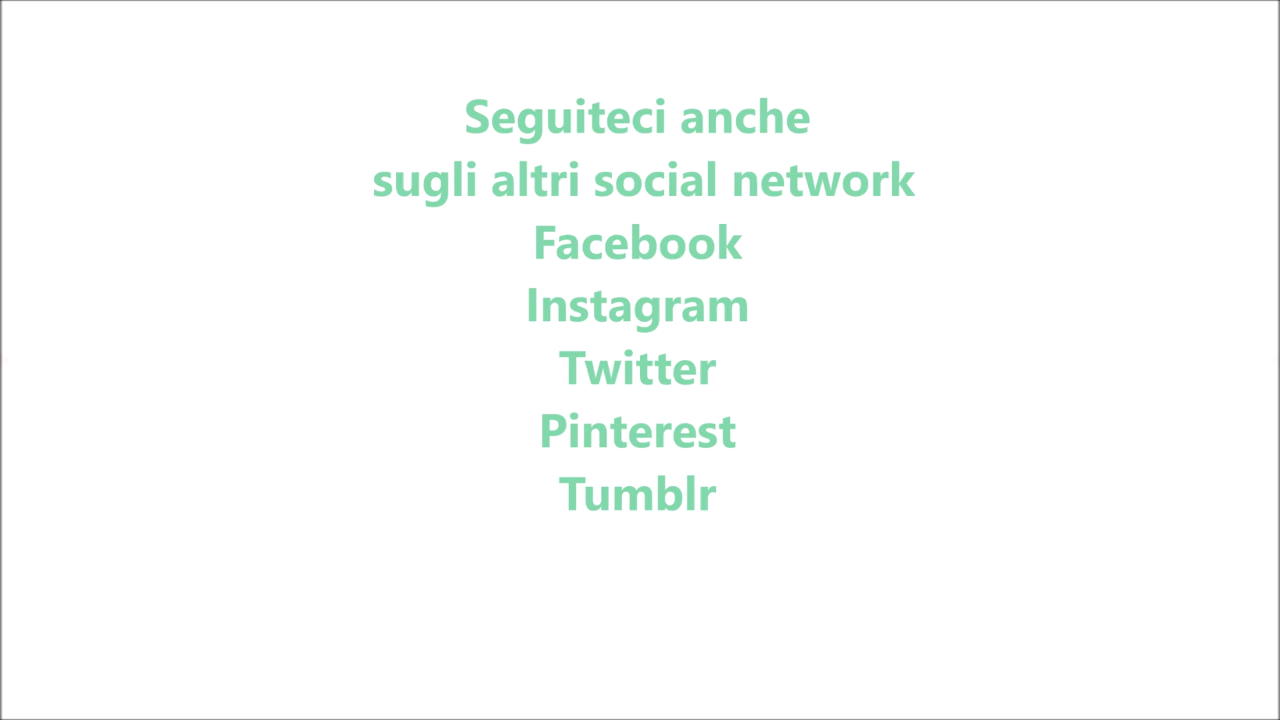 Seguiteci anche
sugli altri social network
Facebook
Instagram
Twitter
Pinterest
Tumblr